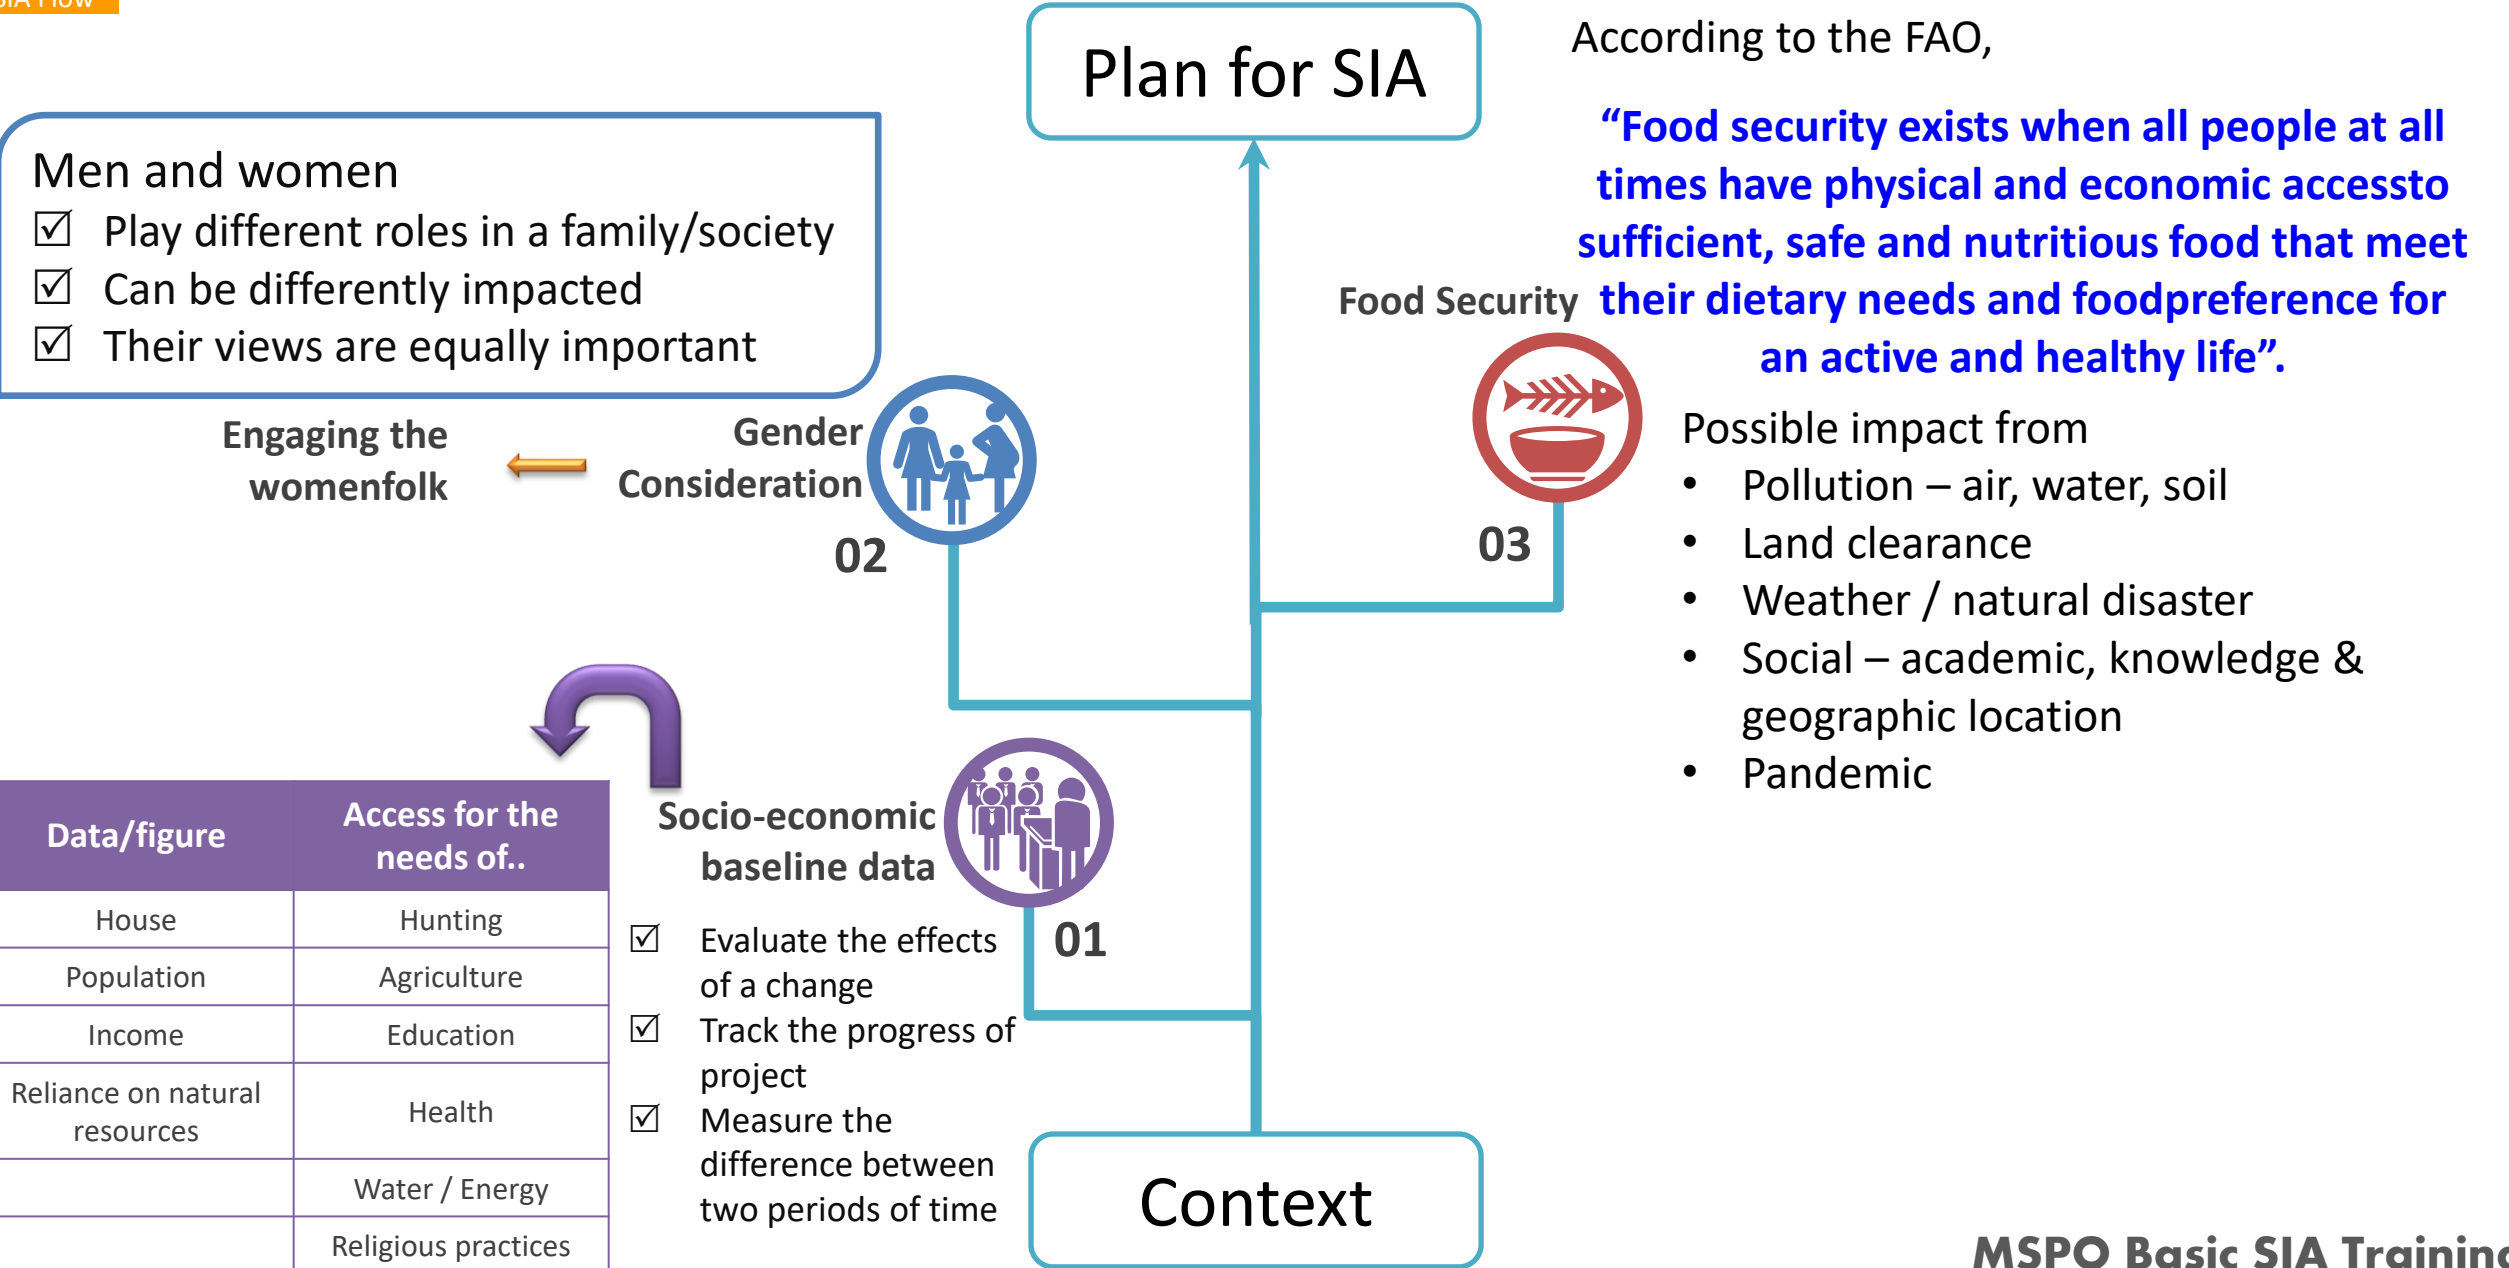 SIA Flow
Plan for SIA
According to the FAO,
“Food security exists when all people at all
times have physical and economic accessto
sufficient, safe and nutritious food that meet
their dietary needs and foodpreference for
an active and healthy life”.
Men and women
☑ Play different roles in a family/society
☑ Can be differently impacted
☑ Their views are equally important
Food Security
03
Possible impact from
• Pollution – air, water, soil
• Land clearance
• Weather / natural disaster
• Social – academic, knowledge &
geographic location
• Pandemic
Engaging the
womenfolk
Gender
Consideration
02
Socio-economic
baseline data
01
☑ Evaluate the effects
of a change
☑ Track the progress of
project
☑ Measure the
difference between
two periods of time
Data/figure
Access for the
needs of..
House
Hunting
Population
Agriculture
Income
Education
Reliance on natural
resources
Health
Water / Energy
Religious practices
Context
MSPO Basic SIA Training